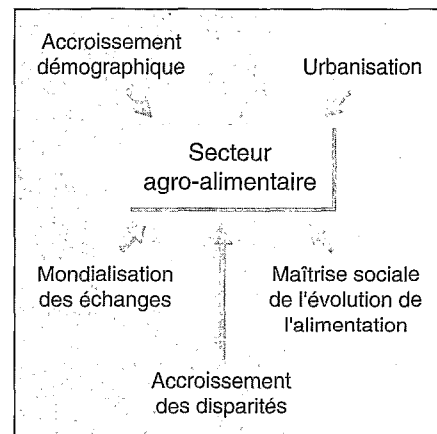 Accroissement
démographique
Urbanisation
Secteur
agro-alimentaire
Mondialisation
des échanges
Maîtrise sociale
de l'évolution de
l'alimentation
Accroissement
des disparités